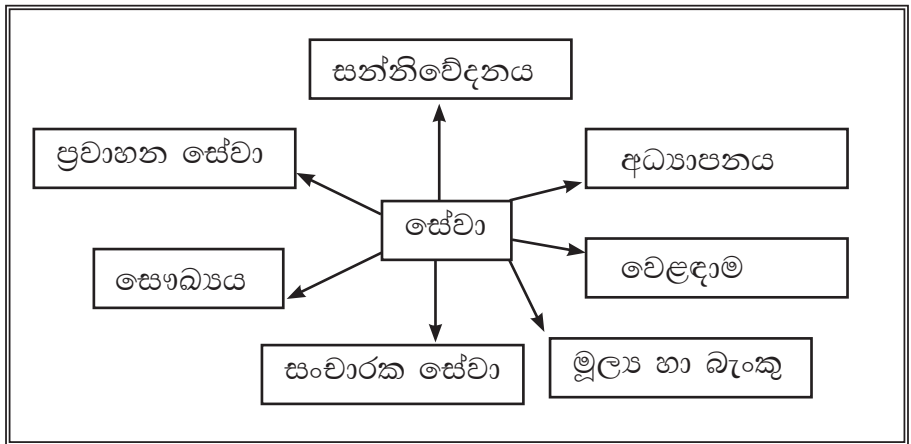 සන්නිවේදනය
ප්‍රවාහන සේවා
අධ්‍යාපනය
සේවා
වෙළඳාම
සෞඛ්‍යය
සංචාරක සේවා
මූල්‍ය හා බැංකු